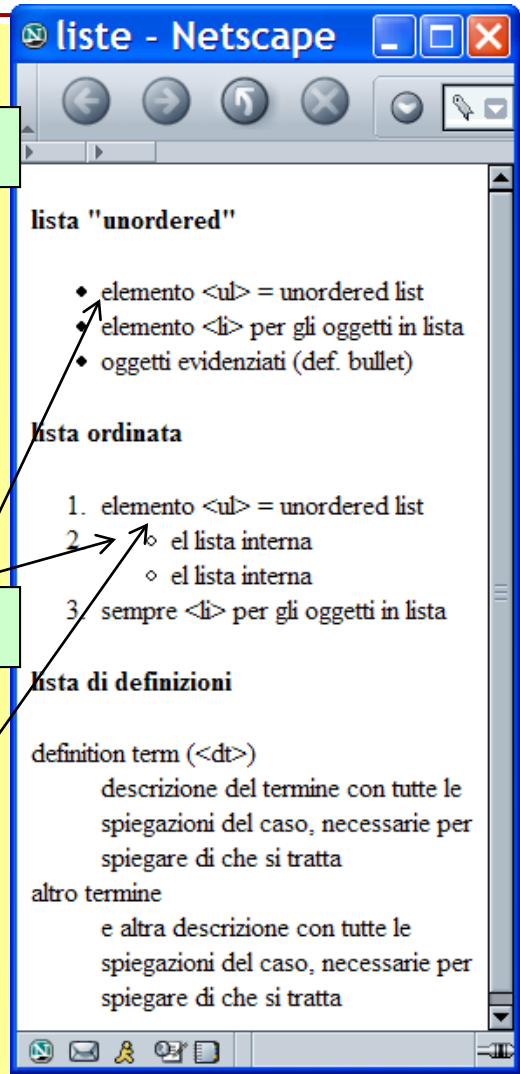 liste - Netscape
lista "unordered"
• elemento <ul> = unordered list
• elemento <li> per gli oggetti in lista
• oggetti evidenziati (def. bullet)
lista ordinata
1. elemento <ul> = unordered list
2. ◦ el lista interna
◦ el lista interna
3. sempre <li> per gli oggetti in lista
lista di definizioni
definition term (<dt>)
descrizione del termine con tutte le
spiegazioni del caso, necessarie per
spiegare di che si tratta
altro termine
e altra descrizione con tutte le
spiegazioni del caso, necessarie per
spiegare di che si tratta